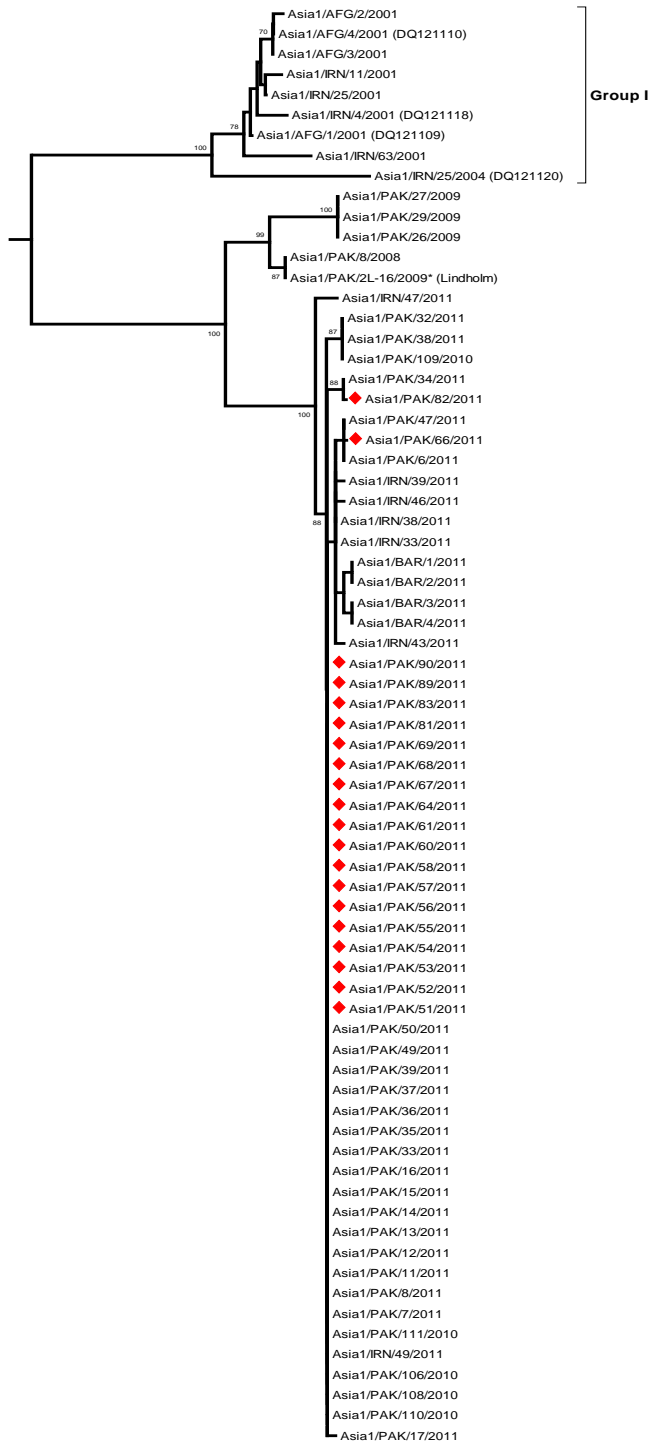 Asia1/AFG/2/2001
70
Asia1/AFG/4/2001 (DQ121110)
Asia1/AFG/3/2001
Asia1/IRN/11/2001
Asia1/IRN/25/2001
Group I
Asia1/IRN/4/2001 (DQ121118)
78
Asia1/AFG/1/2001 (DQ121109)
100
Asia1/IRN/63/2001
Asia1/IRN/25/2004 (DQ121120)
Asia1/PAK/27/2009
100
Asia1/PAK/29/2009
Asia1/PAK/26/2009
99
Asia1/PAK/8/2008
87
Asia1/PAK/2L-16/2009* (Lindholm)
Asia1/IRN/47/2011
100
Asia1/PAK/32/2011
87
Asia1/PAK/38/2011
Asia1/PAK/109/2010
Asia1/PAK/34/2011
88
Asia1/PAK/82/2011
100
Asia1/PAK/47/2011
Asia1/PAK/66/2011
Asia1/PAK/6/2011
Asia1/IRN/39/2011
Asia1/IRN/46/2011
88
Asia1/IRN/38/2011
Asia1/IRN/33/2011
Asia1/BAR/1/2011
Asia1/BAR/2/2011
Asia1/BAR/3/2011
Asia1/BAR/4/2011
Asia1/IRN/43/2011
Asia1/PAK/90/2011
Asia1/PAK/89/2011
Asia1/PAK/83/2011
Asia1/PAK/81/2011
Asia1/PAK/69/2011
Asia1/PAK/68/2011
Asia1/PAK/67/2011
Asia1/PAK/64/2011
Asia1/PAK/61/2011
Asia1/PAK/60/2011
Asia1/PAK/58/2011
Asia1/PAK/57/2011
Asia1/PAK/56/2011
Asia1/PAK/55/2011
Asia1/PAK/54/2011
Asia1/PAK/53/2011
Asia1/PAK/52/2011
Asia1/PAK/51/2011
Asia1/PAK/50/2011
Asia1/PAK/49/2011
Asia1/PAK/39/2011
Asia1/PAK/37/2011
Asia1/PAK/36/2011
Asia1/PAK/35/2011
Asia1/PAK/33/2011
Asia1/PAK/16/2011
Asia1/PAK/15/2011
Asia1/PAK/14/2011
Asia1/PAK/13/2011
Asia1/PAK/12/2011
Asia1/PAK/11/2011
Asia1/PAK/8/2011
Asia1/PAK/7/2011
Asia1/PAK/111/2010
Asia1/IRN/49/2011
Asia1/PAK/106/2010
Asia1/PAK/108/2010
Asia1/PAK/110/2010
Asia1/PAK/17/2011